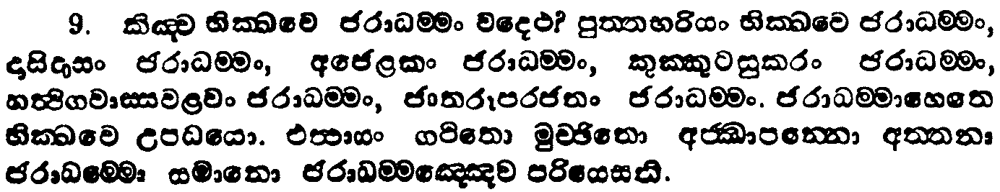 9. කිඤ්ච භික්ඛවෙ ජරාධම්මං වදෙථ? පුත්තභරියං භික්ඛවෙ ජරාධම්මං,
දාසිදාසං ජරාධම්මං, අජෙළකං ජරාධම්මං, කුක්කුටසූකරං ජරාධම්මං,
හත්ථිගවාස්සවළවං ජරාධම්මං, ජාතරූපරජතං ජරාධම්මං. ජරාධම්මාහෙතෙ
භික්ඛවෙ උපධයො. එත්ථායං ගථිතො මුච්ඡිතො අජ්ඣාපන්නො අත්තනා
ජරාධම්මො සමානො ජරාධම්මඤ්ඤෙව පරියෙසති.